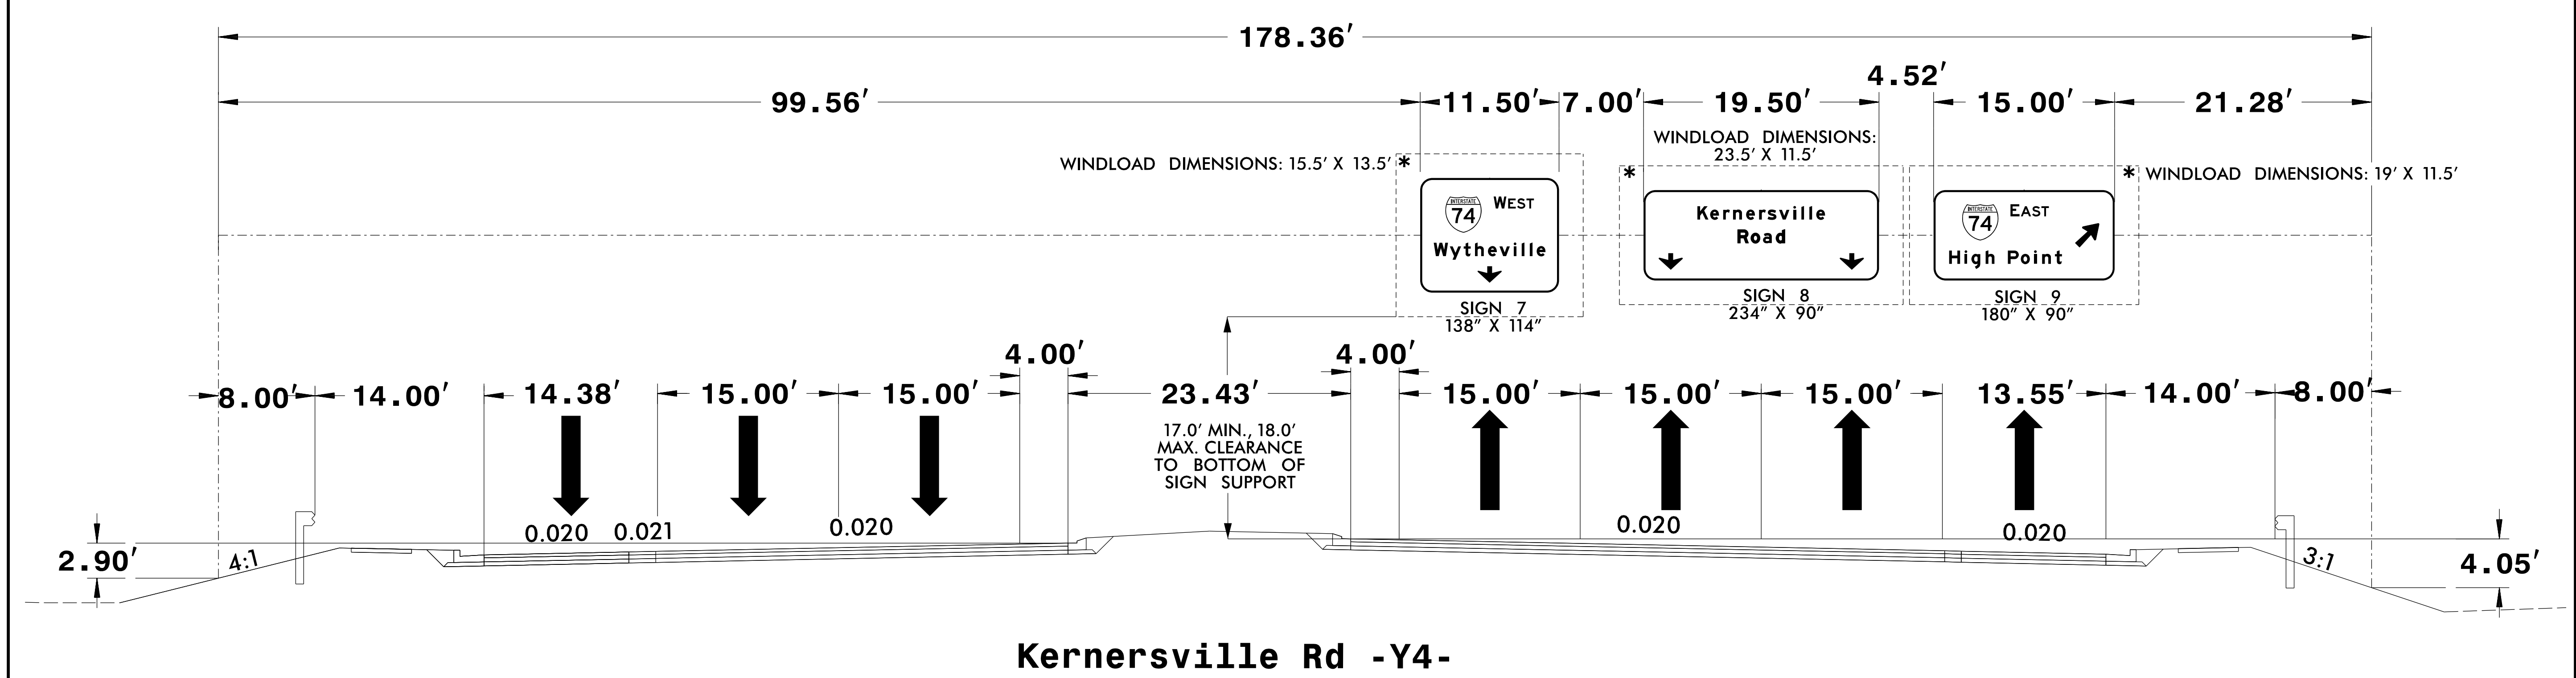 178.36′
4.52′
99.56′ 11.50′ 7.00′ 19.50′ 15.00′ 21.28′
WINDLOAD DIMENSIONS:
23.5′ X 11.5′
WINDLOAD DIMENSIONS: 15.5′ X 13.5′ *
*
* WINDLOAD DIMENSIONS: 19′ X 11.5′
INTERSTATE
74 WEST
Wytheville
SIGN 7
138″ X 114″
Kernersville
Road
SIGN 8
234″ X 90″
INTERSTATE
74 EAST
High Point
SIGN 9
180″ X 90″
4.00′ 4.00′
8.00′ 14.00′ 14.38′ 15.00′ 15.00′ 23.43′ 15.00′ 15.00′ 15.00′ 13.55′ 14.00′ 8.00′
17.0′ MIN., 18.0′
MAX. CLEARANCE
TO BOTTOM OF
SIGN SUPPORT
0.020 0.021 0.020 0.020 0.020
2.90′ 4:1 3:1 4.05′
Kernersville Rd -Y4-